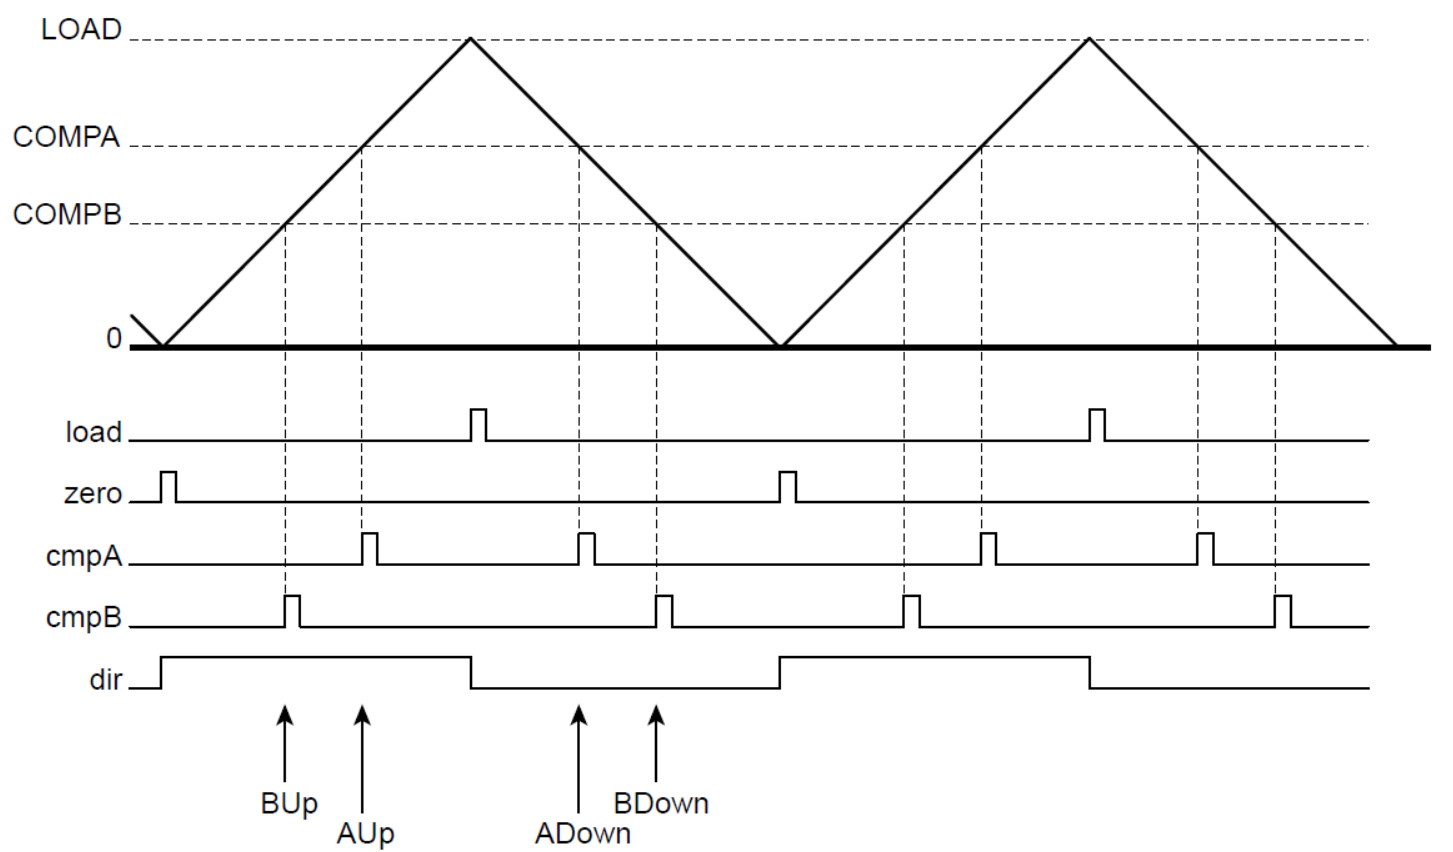 LOAD
COMPA
COMPB
0
load
zero
cmpA
cmpB
dir
BUp
BDown
AUp
ADown